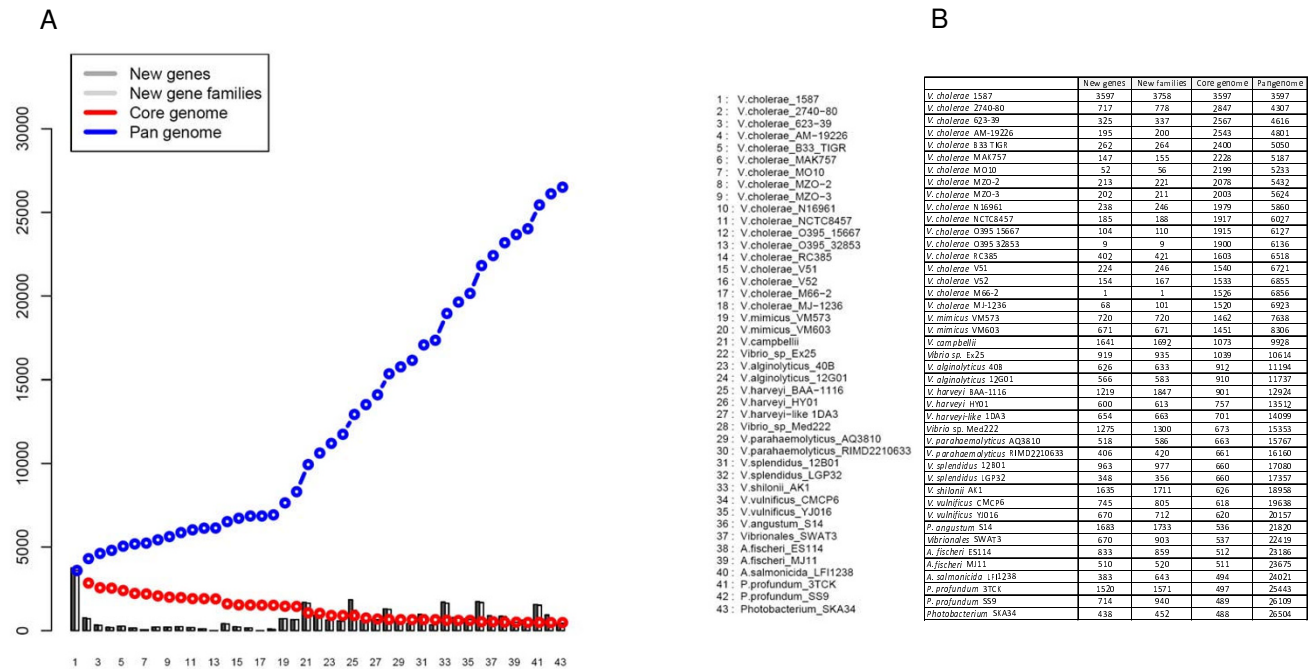 A
B
New genes
New gene families
Core genome
Pan genome
30000
25000
20000
15000
10000
5000
0
1 3 5 7 9 11 13 15 17 19 21 23 25 27 29 31 33 35 37 39 41 43
1 : V.cholerae_1587
2 : V.cholerae_2740-80
3 : V.cholerae_623-39
4 : V.cholerae_AM-19226
5 : V.cholerae_B33_TIGR
6 : V.cholerae_MAK757
7 : V.cholerae_MO10
8 : V.cholerae_MZO-2
9 : V.cholerae_MZO-3
10 : V.cholerae_N16961
11 : V.cholerae_NCTC8457
12 : V.cholerae_O395_15667
13 : V.cholerae_O395_32853
14 : V.cholerae_RC385
15 : V.cholerae_V51
16 : V.cholerae_V52
17 : V.cholerae_M66-2
18 : V.cholerae_MJ-1236
19 : V.mimicus_VM573
20 : V.mimicus_VM603
21 : V.campbellii
22 : Vibrio_sp_Ex25
23 : V.alginolyticus_40B
24 : V.alginolyticus_12G01
25 : V.harveyi_BAA-1116
26 : V.harveyi_HY01
27 : V.harveyi-like 1DA3
28 : Vibrio_sp_Med222
29 : V.parahaemolyticus_AQ3810
30 : V.parahaemolyticus_RIMD2210633
31 : V.splendidus_12B01
32 : V.splendidus_LGP32
33 : V.shilonii_AK1
34 : V.vulnificus_CMCP6
35 : V.vulnificus_YJ016
36 : V.angustum_S14
37 : Vibrionales_SWAT3
38 : A.fischeri_ES114
39 : A.fischeri_MJ11
40 : A.salmonicida_LFI1238
41 : P.profundum_3TCK
42 : P.profundum_SS9
43 : Photobacterium_SKA34
New genes New families Core genome Pangenome
V. cholerae 1587 3597 3758 3597 3597
V. cholerae 2740-80 717 778 2847 4307
V. cholerae 623-39 325 337 2567 4616
V. cholerae AM-19226 195 200 2543 4801
V. cholerae B33 TIGR 262 264 2400 5050
V. cholerae MAK757 147 155 2228 5187
V. cholerae MO10 52 56 2199 5233
V. cholerae MZO-2 213 221 2078 5432
V. cholerae MZO-3 202 211 2003 5624
V. cholerae N16961 238 246 1979 5860
V. cholerae NCTC8457 185 188 1917 6027
V. cholerae O395 15667 104 110 1915 6127
V. cholerae O395 32853 9 9 1900 6136
V. cholerae RC385 402 421 1603 6518
V. cholerae V51 224 246 1540 6721
V. cholerae V52 154 167 1533 6855
V. cholerae M66-2 1 1 1526 6856
V. cholerae MJ-1236 68 101 1520 6923
V. mimicus VM573 720 720 1462 7638
V. mimicus VM603 671 671 1451 8306
V. campbellii 1641 1692 1073 9928
Vibrio sp. Ex25 919 935 1039 10614
V. alginolyticus 40B 626 633 912 11194
V. alginolyticus 12G01 566 583 910 11737
V. harveyi BAA-1116 1219 1847 901 12924
V. harveyi HY01 600 613 757 13512
V. harveyi-like 1DA3 654 663 701 14099
Vibrio sp. Med222 1275 1300 673 15353
V. parahaemolyticus AQ3810 518 586 663 15767
V. parahaemolyticus RIMD2210633 406 420 661 16160
V. splendidus 12B01 963 977 660 17080
V. splendidus LGP32 348 356 660 17357
V. shilonii AK1 1635 1711 626 18958
V. vulnificus CMCP6 745 805 618 19638
V. vulnificus YJ016 670 712 620 20157
P. angustum S14 1683 1733 536 21820
Vibrionales SWAT3 670 903 537 22419
A. fischeri ES114 833 859 512 23186
A.fischeri MJ11 510 520 511 23675
A. salmonicida LFI1238 383 643 494 24021
P. profundum 3TCK 1520 1571 497 25443
P. profundum SS9 714 940 489 26109
Photobacterium SKA34 438 452 488 26504